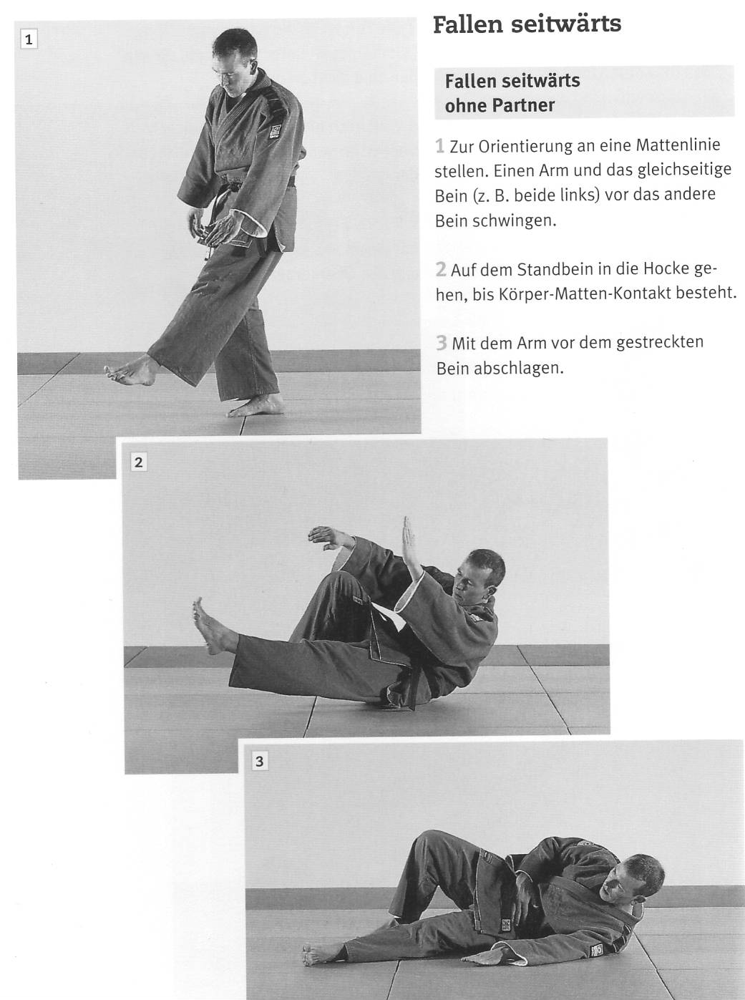 Fallen seitwärts
Fallen seitwärts
ohne Partner
1 Zur Orientierung an eine Mattenlinie
stellen. Einen Arm und das gleichseitige
Bein (z. B. beide links) vor das andere
Bein schwingen.
2 Auf dem Standbein in die Hocke ge-
hen, bis Körper-Matten-Kontakt besteht.
3 Mit dem Arm vor dem gestreckten
Bein abschlagen.
1
2
3